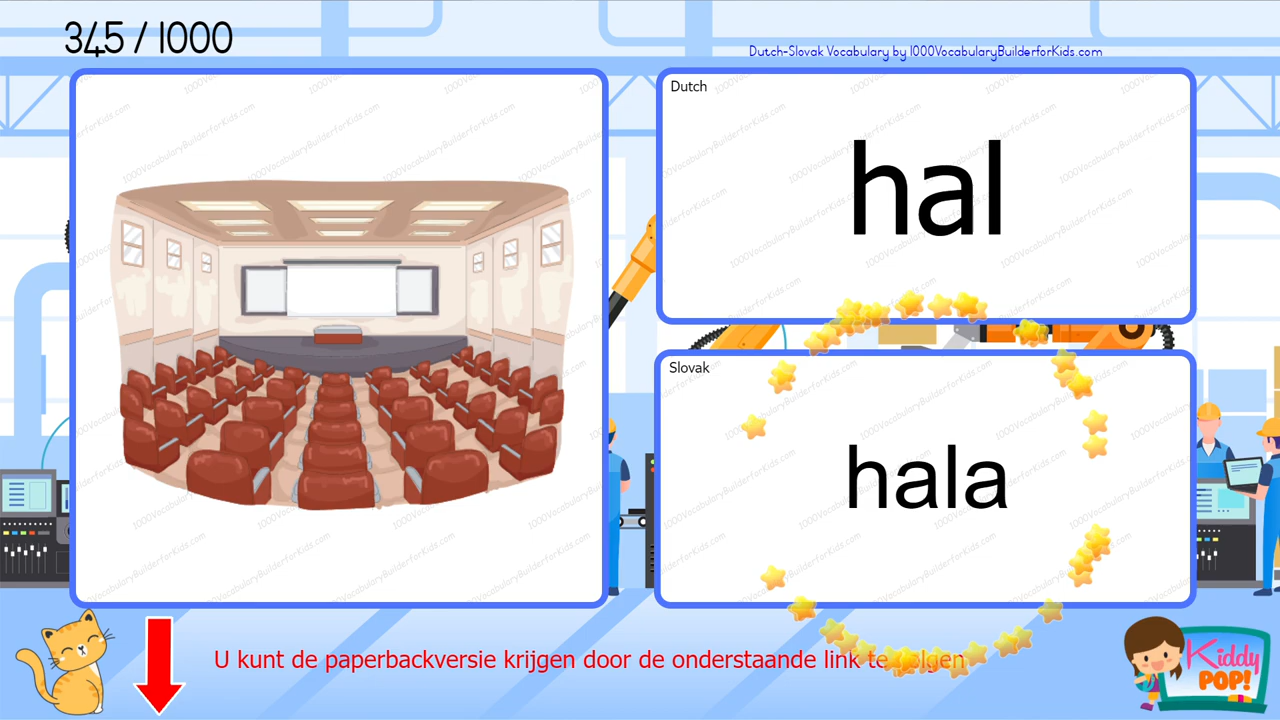 345 / 1000
Dutch-Slovak Vocabulary by 1000VocabularyBuilderforKids.com
Dutch
hal
Slovak
hala
U kunt de paperbackversie krijgen door de onderstaande link te volgen
Kiddy
POP!